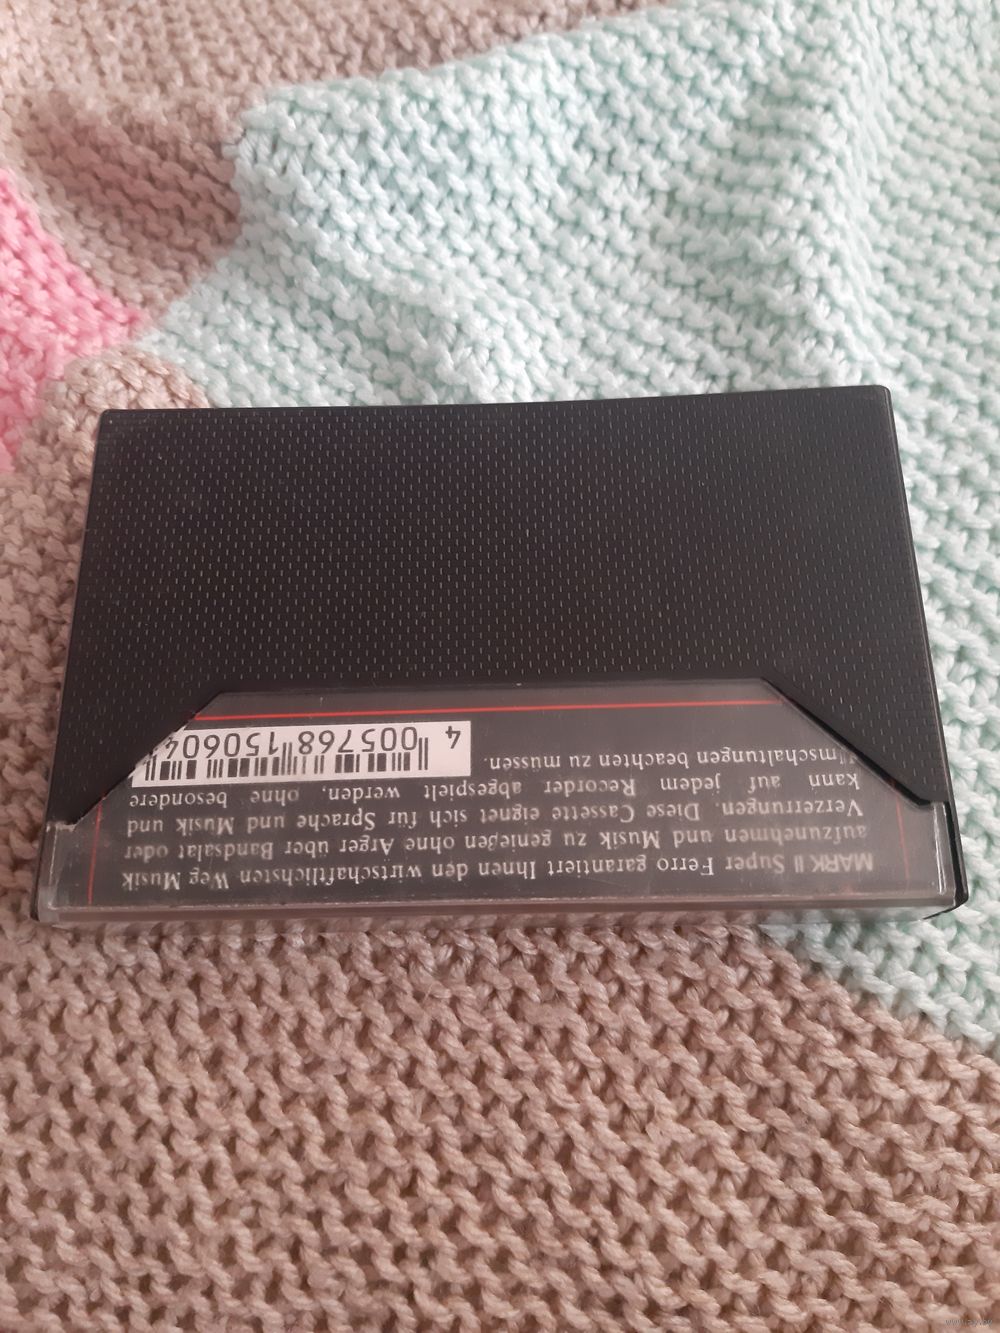 MARK II Super Ferro garantiert Ihnen den wirtschaftlichsten Weg Musik
aufzunehmen und Musik zu genießen ohne Ärger über Bandsalat oder
Verzerrungen. Diese Cassette eignet sich für Sprache und Musik und
kann auf jedem Recorder abgespielt werden, ohne besondere
Umschaltungen beachten zu müssen.
4 005768 150604